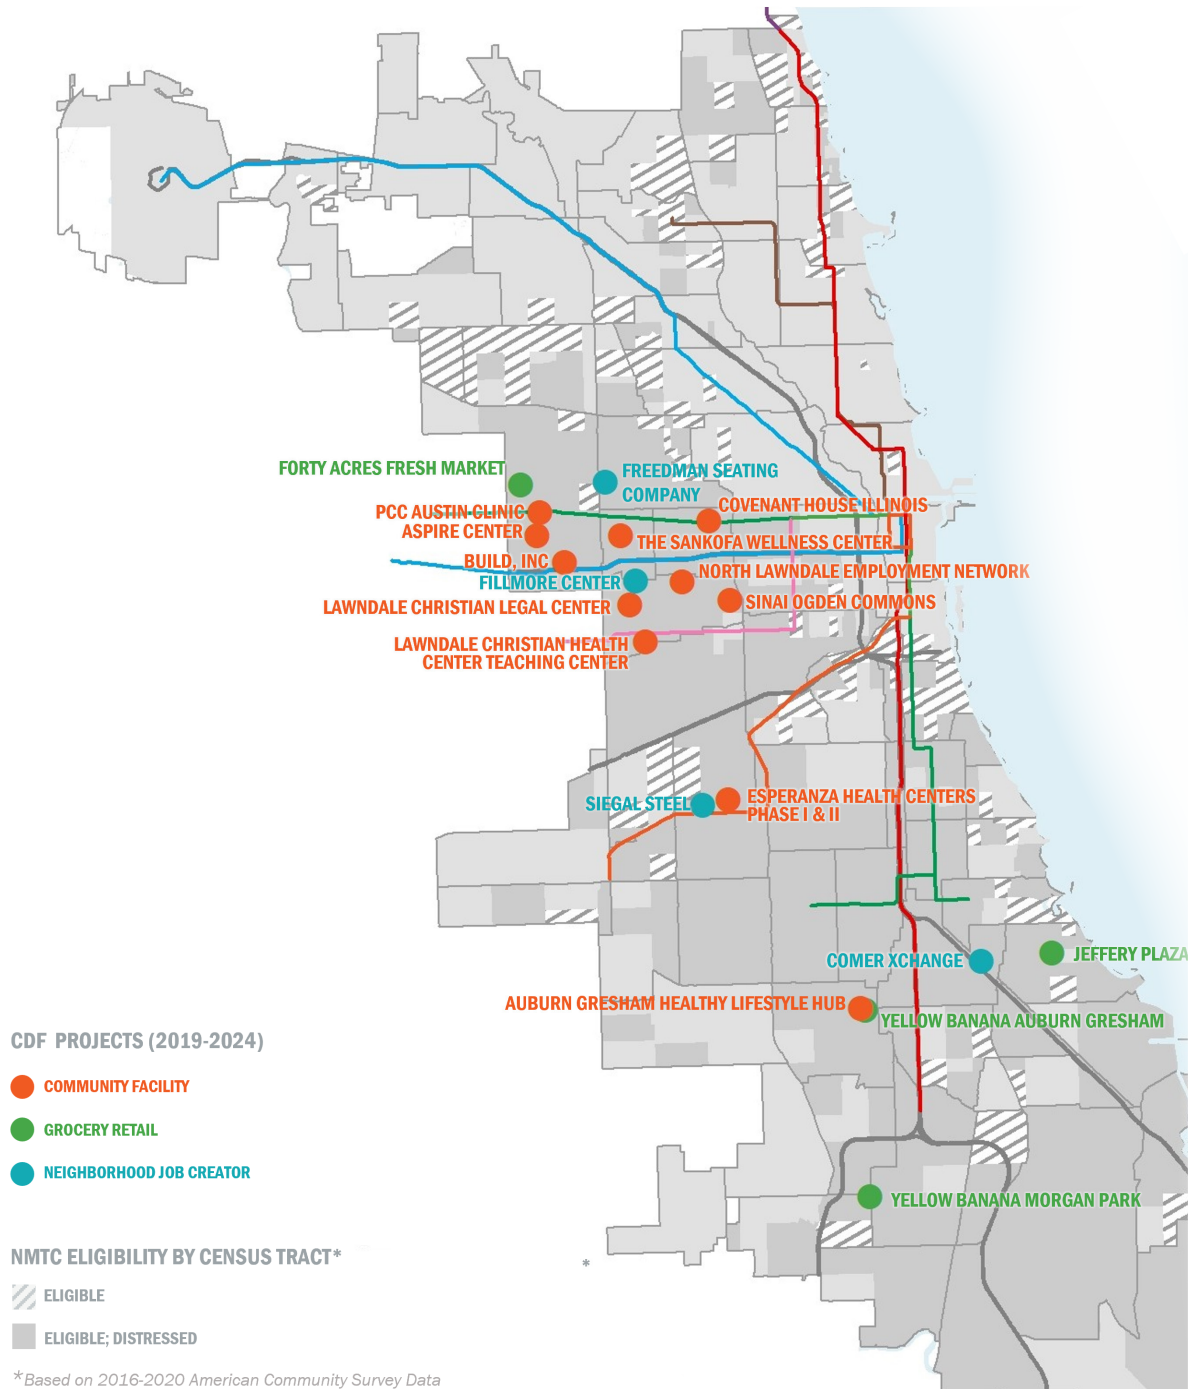 FORTY ACRES FRESH MARKET
FREEDMAN SEATING
COMPANY
COVENANT HOUSE ILLINOIS
PCC AUSTIN CLINIC
ASPIRE CENTER
THE SANKOFA WELLNESS CENTER
BUILD, INC
NORTH LAWNDALE EMPLOYMENT NETWORK
FILLMORE CENTER
LAWNDALE CHRISTIAN LEGAL CENTER
SINAI OGDEN COMMONS
LAWNDALE CHRISTIAN HEALTH
CENTER TEACHING CENTER
SIEGAL STEEL
ESPERANZA HEALTH CENTERS
PHASE I & II
COMER XCHANGE
JEFFERY PLAZA
AUBURN GRESHAM HEALTHY LIFESTYLE HUB
YELLOW BANANA AUBURN GRESHAM
YELLOW BANANA MORGAN PARK
CDF PROJECTS (2019-2024)
COMMUNITY FACILITY
GROCERY RETAIL
NEIGHBORHOOD JOB CREATOR
NMTC ELIGIBILITY BY CENSUS TRACT*
*
ELIGIBLE
ELIGIBLE; DISTRESSED
*Based on 2016-2020 American Community Survey Data